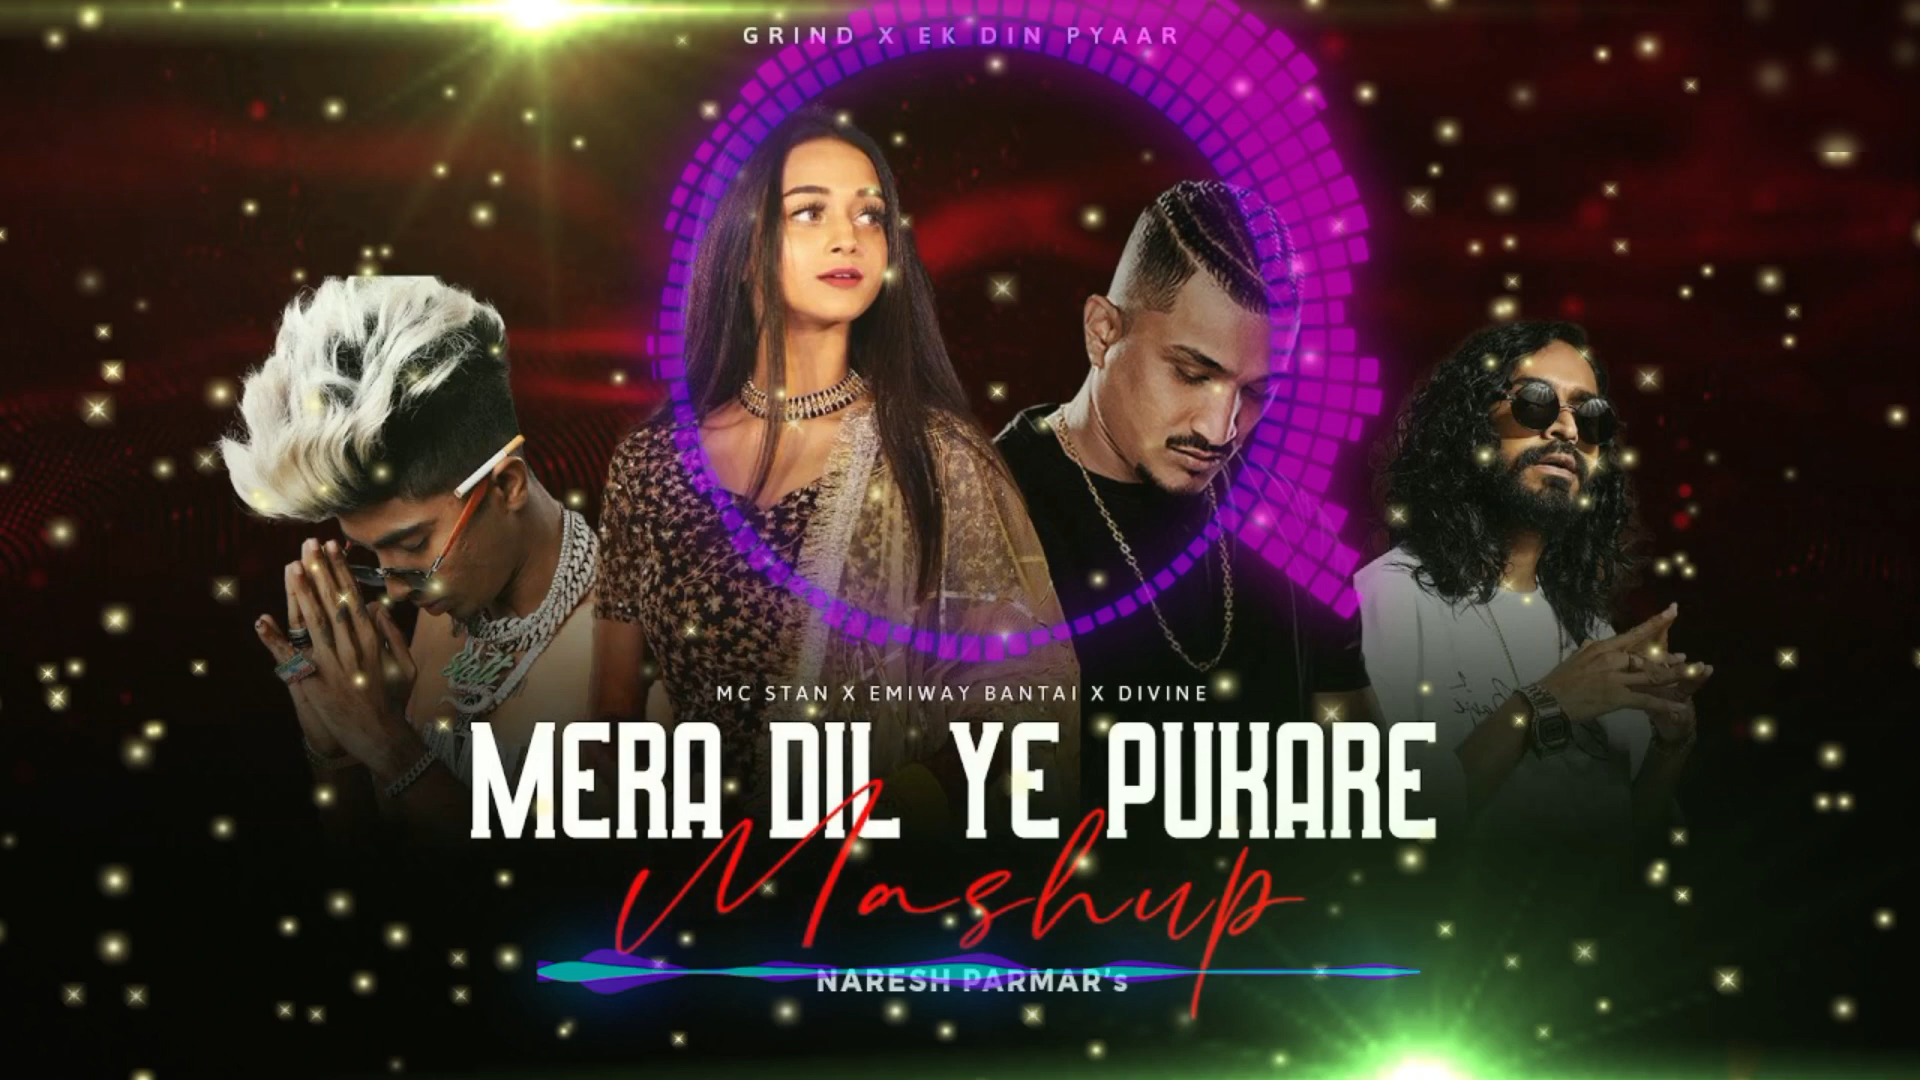 GRIND X EK DIN PYAAR
MC STAN X EMIWAY BANTAI X DIVINE
MERA DIL YE PUKARE
Mashup
NARESH PARMAR's